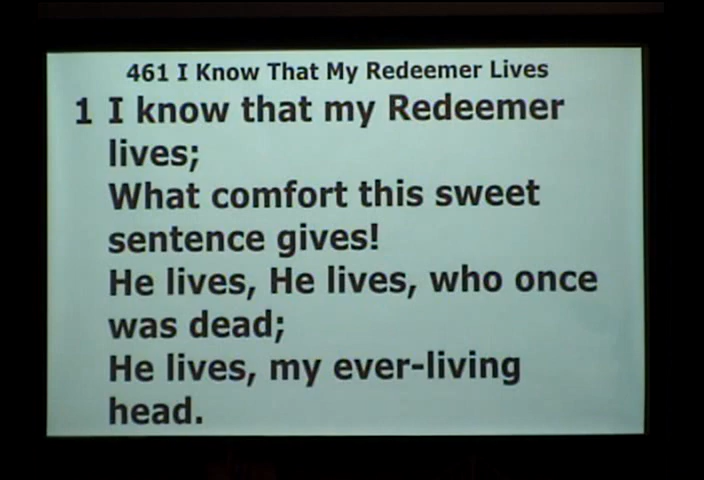 461 I Know That My Redeemer Lives
1 I know that my Redeemer
lives;
What comfort this sweet
sentence gives!
He lives, He lives, who once
was dead;
He lives, my ever-living
head.